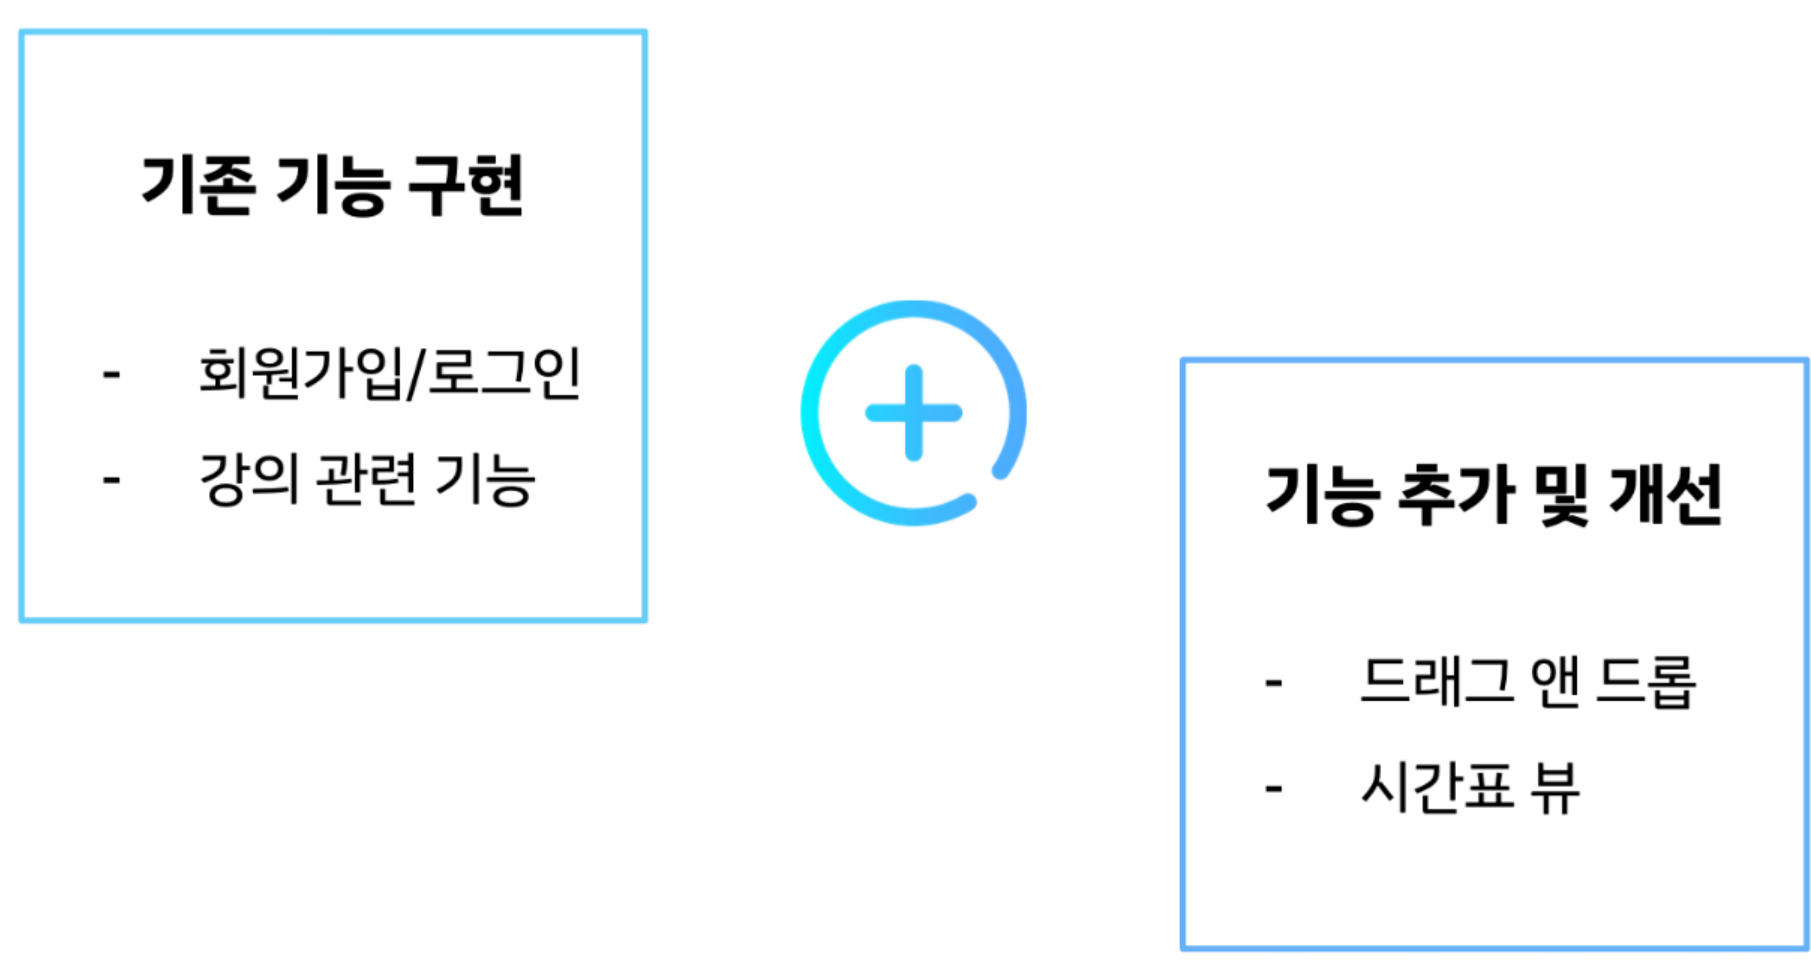 기존 기능 구현
- 회원가입/로그인
- 강의 관련 기능
기능 추가 및 개선
- 드래그 앤 드롭
- 시간표 뷰